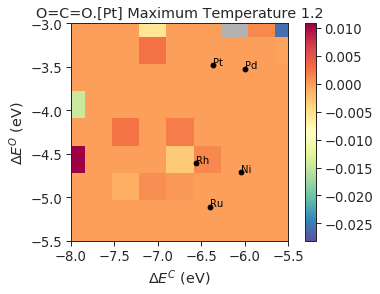 O=C=O.[Pt] Maximum Temperature 1.2
−3.0
−3.5
−4.0
−4.5
−5.0
−5.5
ΔE^O (eV)
Pt
Pd
Rh
Ni
Ru
−8.0 −7.5 −7.0 −6.5 −6.0 −5.5
ΔE^C (eV)
0.010
0.005
0.000
−0.005
−0.010
−0.015
−0.020
−0.025